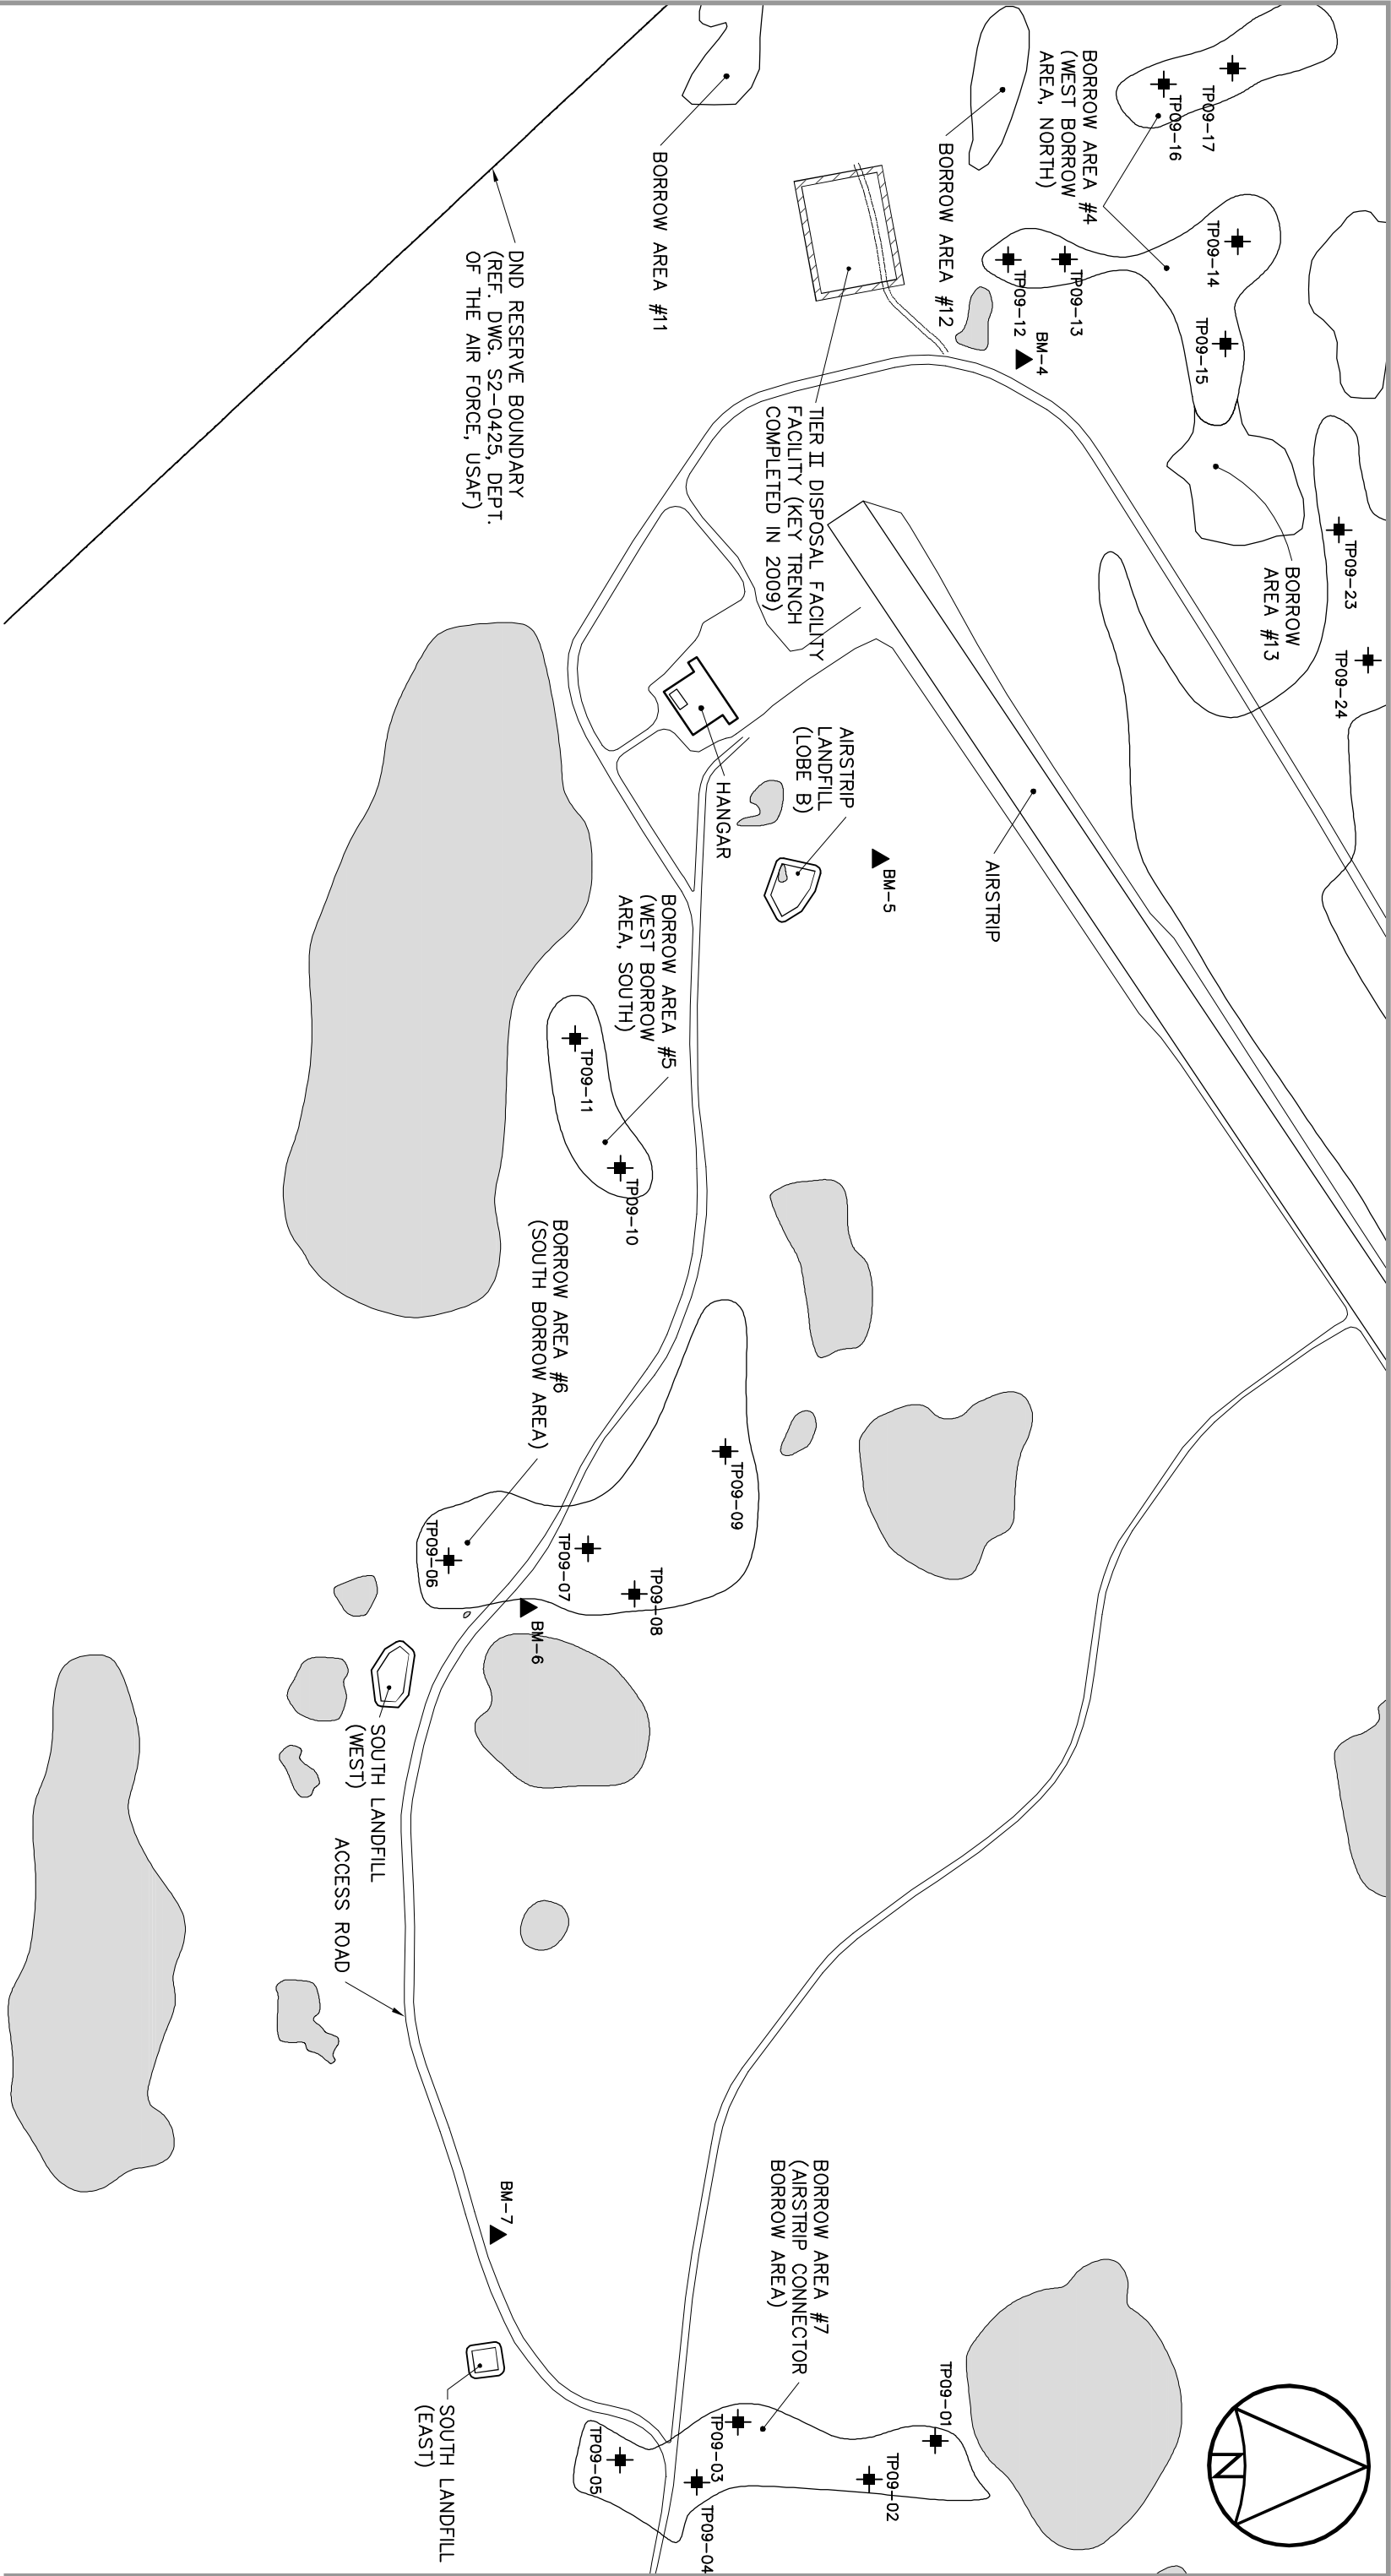 BORROW AREA #4
(WEST BORROW
AREA, NORTH)
TP09-17
TP09-16
TP09-14
TP09-15
TP09-13
TP09-12
BM-4
BORROW AREA #12
BORROW AREA #11
DND RESERVE BOUNDARY
(REF. DWG. S2-0425, DEPT.
OF THE AIR FORCE, USAF)
TIER II DISPOSAL FACILITY
FACILITY (KEY TRENCH
COMPLETED IN 2009)
BORROW
AREA #13
TP09-23
TP09-24
AIRSTRIP
AIRSTRIP
LANDFILL
(LOBE B)
BM-5
HANGAR
BORROW AREA #5
(WEST BORROW
AREA, SOUTH)
TP09-11
TP09-10
BORROW AREA #6
(SOUTH BORROW AREA)
TP09-09
TP09-08
TP09-07
TP09-06
BM-6
SOUTH LANDFILL
(WEST)
ACCESS ROAD
BM-7
BORROW AREA #7
(AIRSTRIP CONNECTOR
BORROW AREA)
TP09-01
TP09-02
TP09-03
TP09-04
TP09-05
SOUTH LANDFILL
(EAST)
N